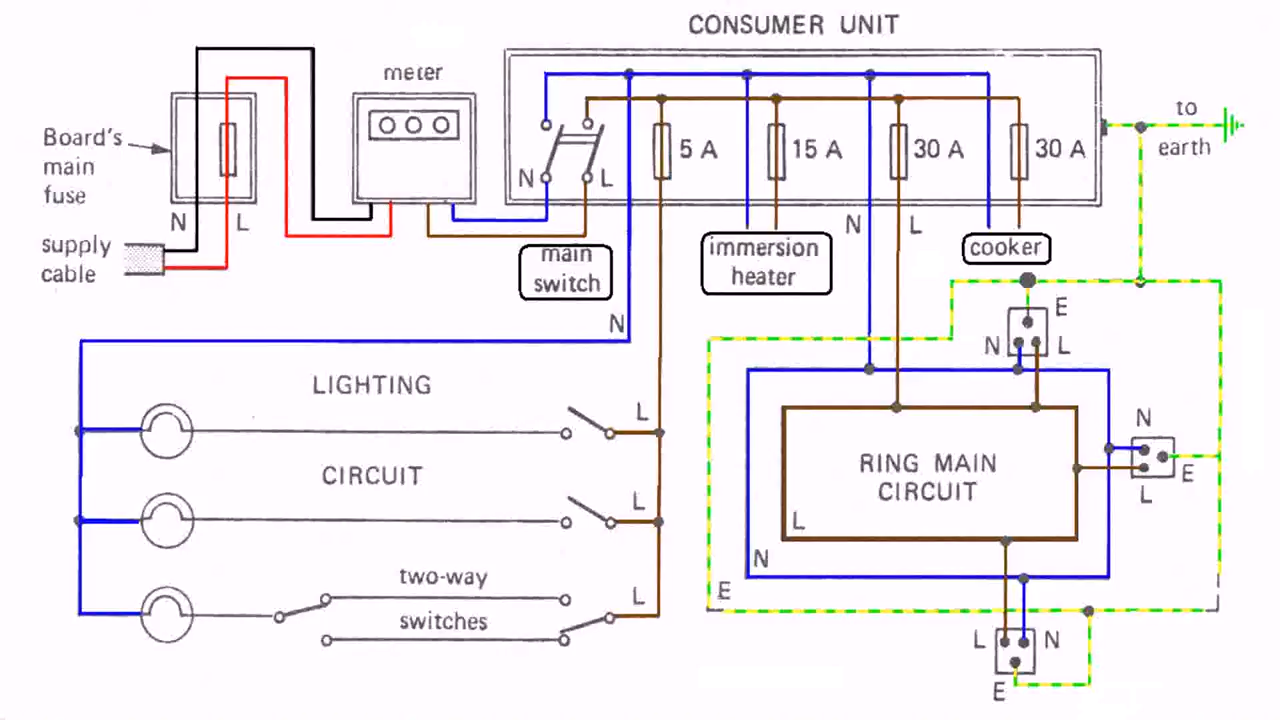 CONSUMER UNIT
meter
Board's
main
fuse
N
L
supply
cable
N
L
5 A
15 A
30 A
30 A
to
earth
main
switch
immersion
heater
N
L
cooker
N
E
N
L
LIGHTING
L
CIRCUIT
L
two-way
switches
L
RING MAIN
CIRCUIT
L
N
E
N
E
L
L
N
E